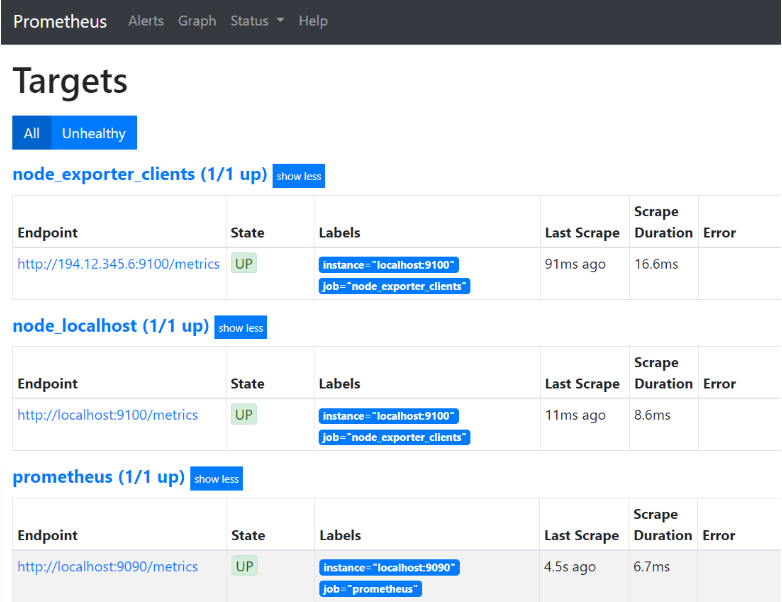 Prometheus Alerts Graph Status Help
Targets
All Unhealthy
node_exporter_clients (1/1 up) show less
Endpoint State Labels Last Scrape Scrape Duration Error
http://194.12.345.6:9100/metrics UP instance="localhost:9100" 91ms ago 16.6ms
job="node_exporter_clients"
node_localhost (1/1 up) show less
Endpoint State Labels Last Scrape Scrape Duration Error
http://localhost:9100/metrics UP instance="localhost:9100" 11ms ago 8.6ms
job="node_exporter_clients"
prometheus (1/1 up) show less
Endpoint State Labels Last Scrape Scrape Duration Error
http://localhost:9090/metrics UP instance="localhost:9090" 4.5s ago 6.7ms
job="prometheus"